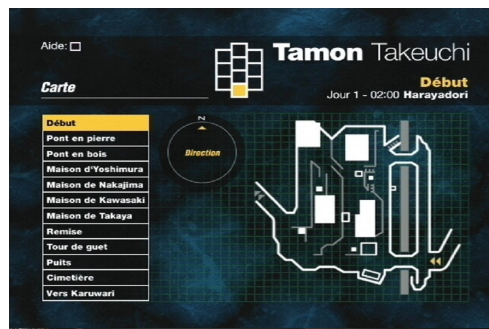 Aide: □
Tamon Takeuchi
Carte
Début
Jour 1 - 02:00 Harayadori
Début
Pont en pierre
Pont en bois
Maison d'Yoshimura
Maison de Nakajima
Maison de Kawasaki
Maison de Takaya
Remise
Tour de guet
Puits
Cimetière
Vers Karuwari
N
Direction